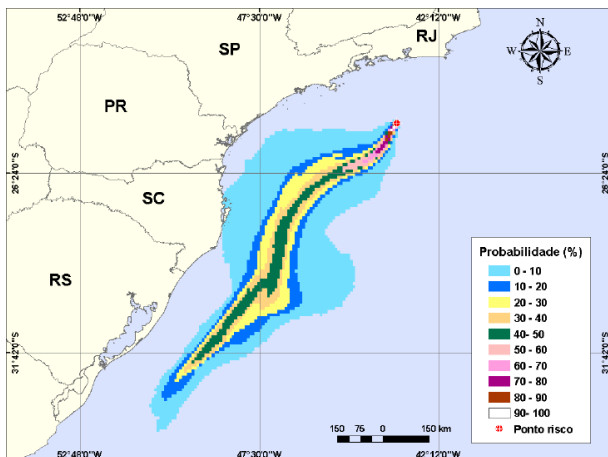 52°48'0"W
47°30'0"W
42°12'0"W
RJ
SP
PR
SC
RS
N
W
E
S
26°24'0"S
26°24'0"S
31°42'0"S
31°42'0"S
Probabilidade (%)
0 - 10
10 - 20
20 - 30
30 - 40
40- 50
50 - 60
60 - 70
70 - 80
80 - 90
90- 100
Ponto risco
150 75 0 150 km
52°48'0"W
47°30'0"W
42°12'0"W